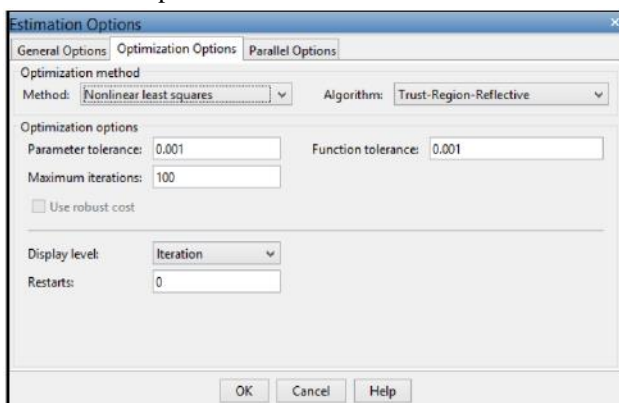 Estimation Options
General Options Optimization Options Parallel Options
Optimization method
Method: Nonlinear least squares Algorithm: Trust-Region-Reflective
Optimization options
Parameter tolerance: 0.001 Function tolerance: 0.001
Maximum iterations: 100
Use robust cost
Display level: Iteration
Restarts: 0
OK Cancel Help